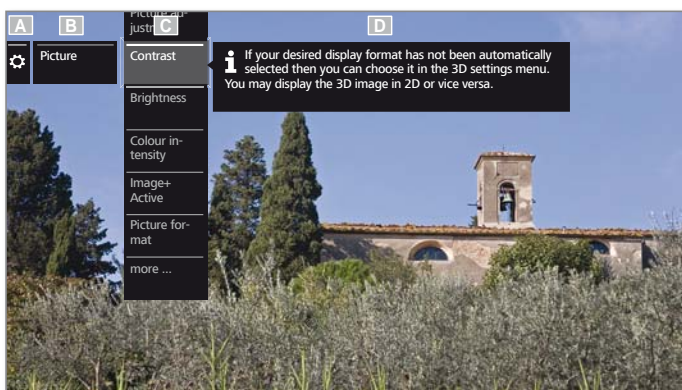 A B C D
Picture ad-
Picture
Contrast
Brightness
Colour in-
tensity
Image+
Active
Picture for-
mat
more ...
If your desired display format has not been automatically
selected then you can choose it in the 3D settings menu.
You may display the 3D image in 2D or vice versa.